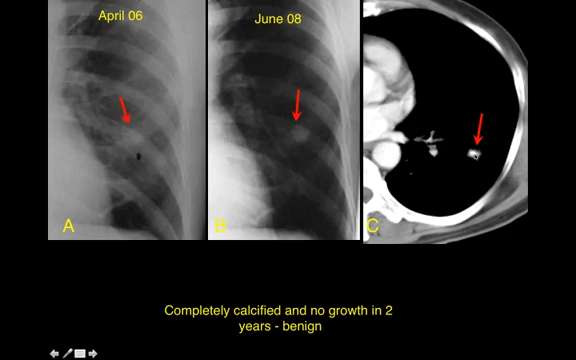 April 06
June 08
A
B
C
Completely calcified and no growth in 2
years - benign